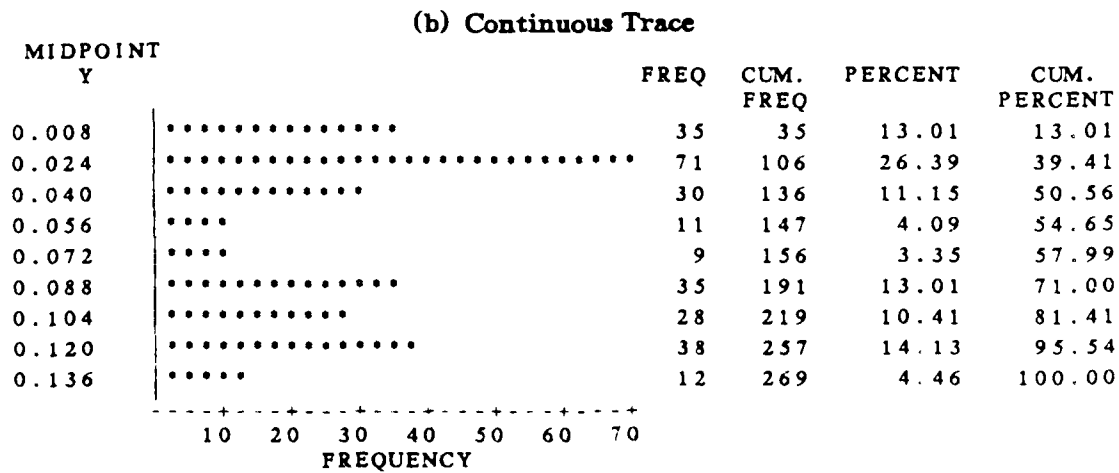 (b) Continuous Trace
MIDPOINT
Y FREQ CUM. PERCENT CUM.
FREQ PERCENT
0.008 35 35 13.01 13.01
0.024 71 106 26.39 39.41
0.040 30 136 11.15 50.56
0.056 11 147 4.09 54.65
0.072 9 156 3.35 57.99
0.088 35 191 13.01 71.00
0.104 28 219 10.41 81.41
0.120 38 257 14.13 95.54
0.136 12 269 4.46 100.00
10 20 30 40 50 60 70
FREQUENCY